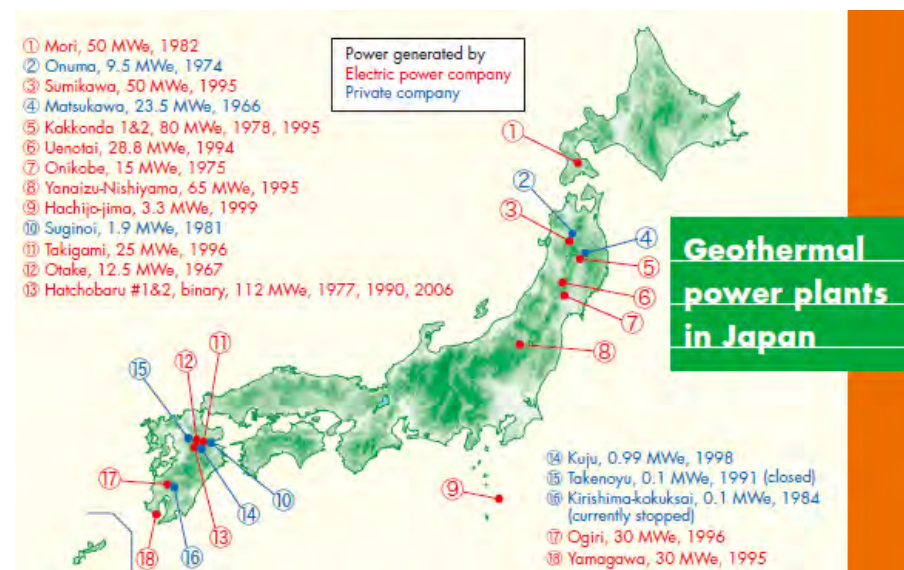 ① Mori, 50 MWe, 1982
② Onuma, 9.5 MWe, 1974
③ Sumikawa, 50 MWe, 1995
④ Matsukawa, 23.5 MWe, 1966
⑤ Kakkonda 1&2, 80 MWe, 1978, 1995
⑥ Uenotai, 28.8 MWe, 1994
⑦ Onikobe, 15 MWe, 1975
⑧ Yanaizu-Nishiyama, 65 MWe, 1995
⑨ Hachijo-jima, 3.3 MWe, 1999
⑩ Suginoi, 1.9 MWe, 1981
⑪ Takigami, 25 MWe, 1996
⑫ Otake, 12.5 MWe, 1967
⑬ Hatchobaru #1&2, binary, 112 MWe, 1977, 1990, 2006
Power generated by
Electric power company
Private company
①
②
③
④
⑤
⑥
⑦
⑧
Geothermal
power plants
in Japan
⑪
⑫
⑮
⑰
⑱
⑯
⑬
⑭
⑩
⑨
⑭ Kuju, 0.99 MWe, 1998
⑮ Takenoyu, 0.1 MWe, 1991 (closed)
⑯ Kirishima-kokuksai, 0.1 MWe, 1984
(currently stopped)
⑰ Ogiri, 30 MWe, 1996
⑱ Yamagawa, 30 MWe, 1995